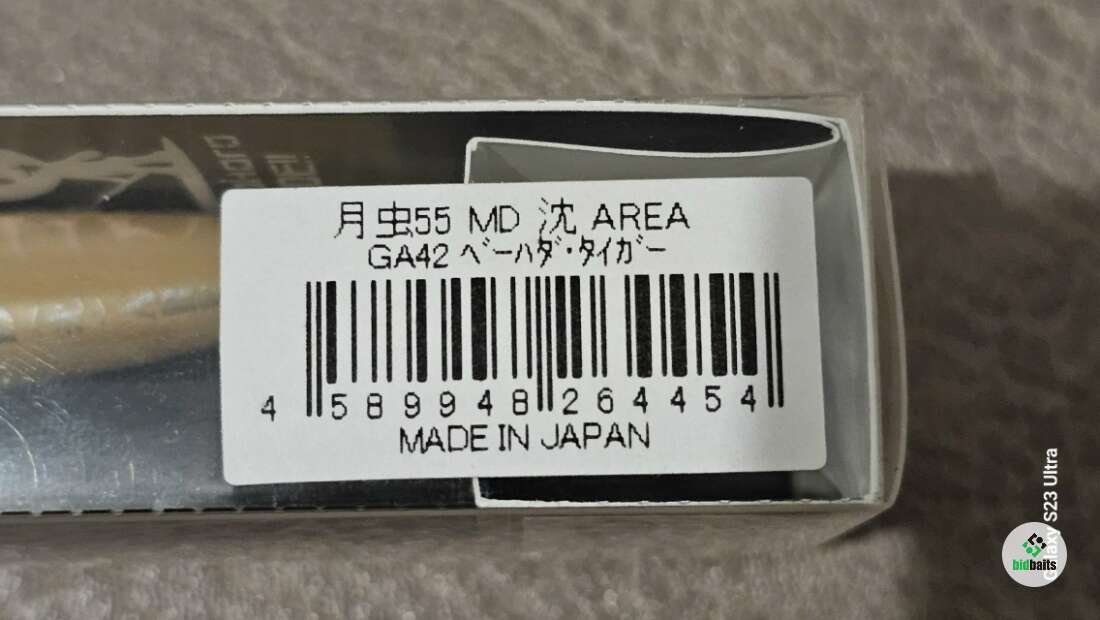 月虫55 MD 沈 AREA
GA42 ベーハダ・タイガー
4 589948 264454
MADE IN JAPAN
Galaxy S23 Ultra
bidbaits